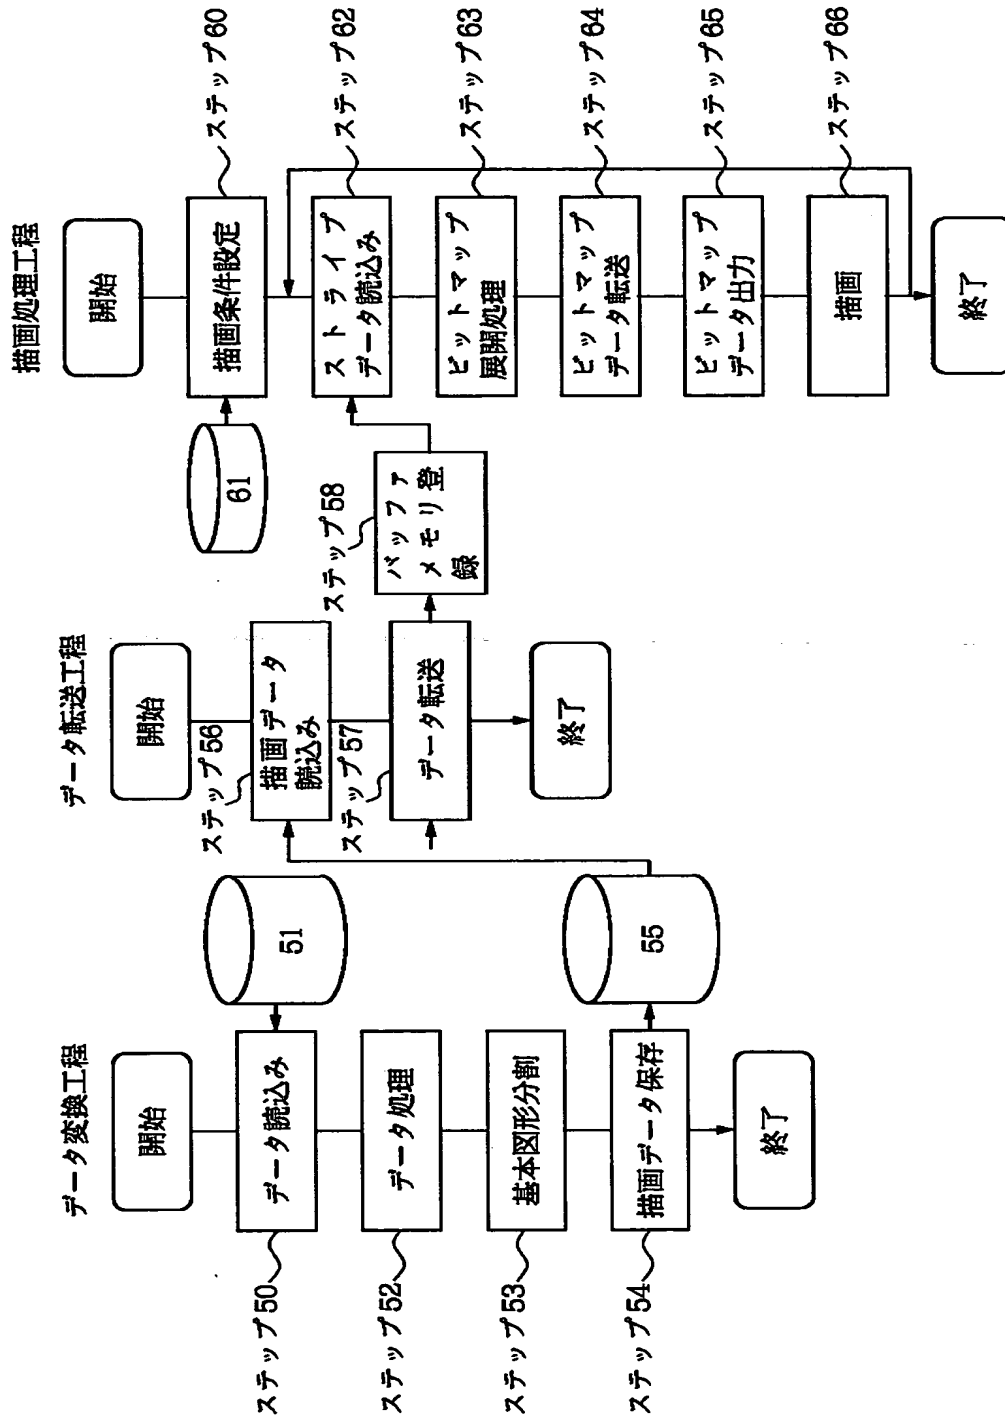 データ変換工程
開始
ステップ50
データ読込み
51
ステップ52
データ処理
ステップ53
基本図形分割
ステップ54
描画データ保存
55
終了
データ転送工程
開始
ステップ56
描画データ
読込み
ステップ57
データ転送
ステップ58
バッファ
メモリ登
録
終了
描画処理工程
開始
61
描画条件設定
ステップ60
ストライプ
データ読込み
ステップ62
ビットマップ
展開処理
ステップ63
ビットマップ
データ転送
ステップ64
ビットマップ
データ出力
ステップ65
描画
ステップ66
終了